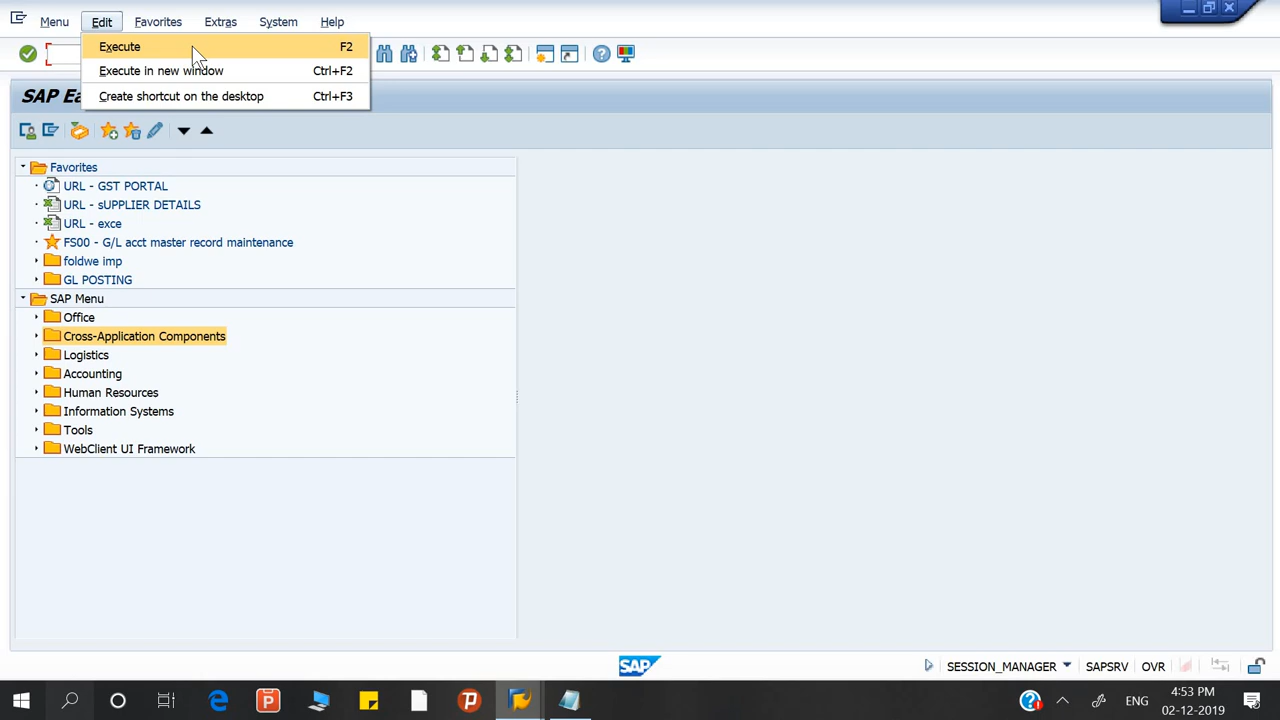 Menu Edit Favorites Extras System Help
Execute F2
Execute in new window Ctrl+F2
Create shortcut on the desktop Ctrl+F3
SAP Ea
Favorites
URL - GST PORTAL
URL - sUPPLIER DETAILS
URL - exce
FS00 - G/L acct master record maintenance
foldwe imp
GL POSTING
SAP Menu
Office
Cross-Application Components
Logistics
Accounting
Human Resources
Information Systems
Tools
WebClient UI Framework
SAP SESSION_MANAGER SAPSRV OVR
ENG 4:53 PM
02-12-2019